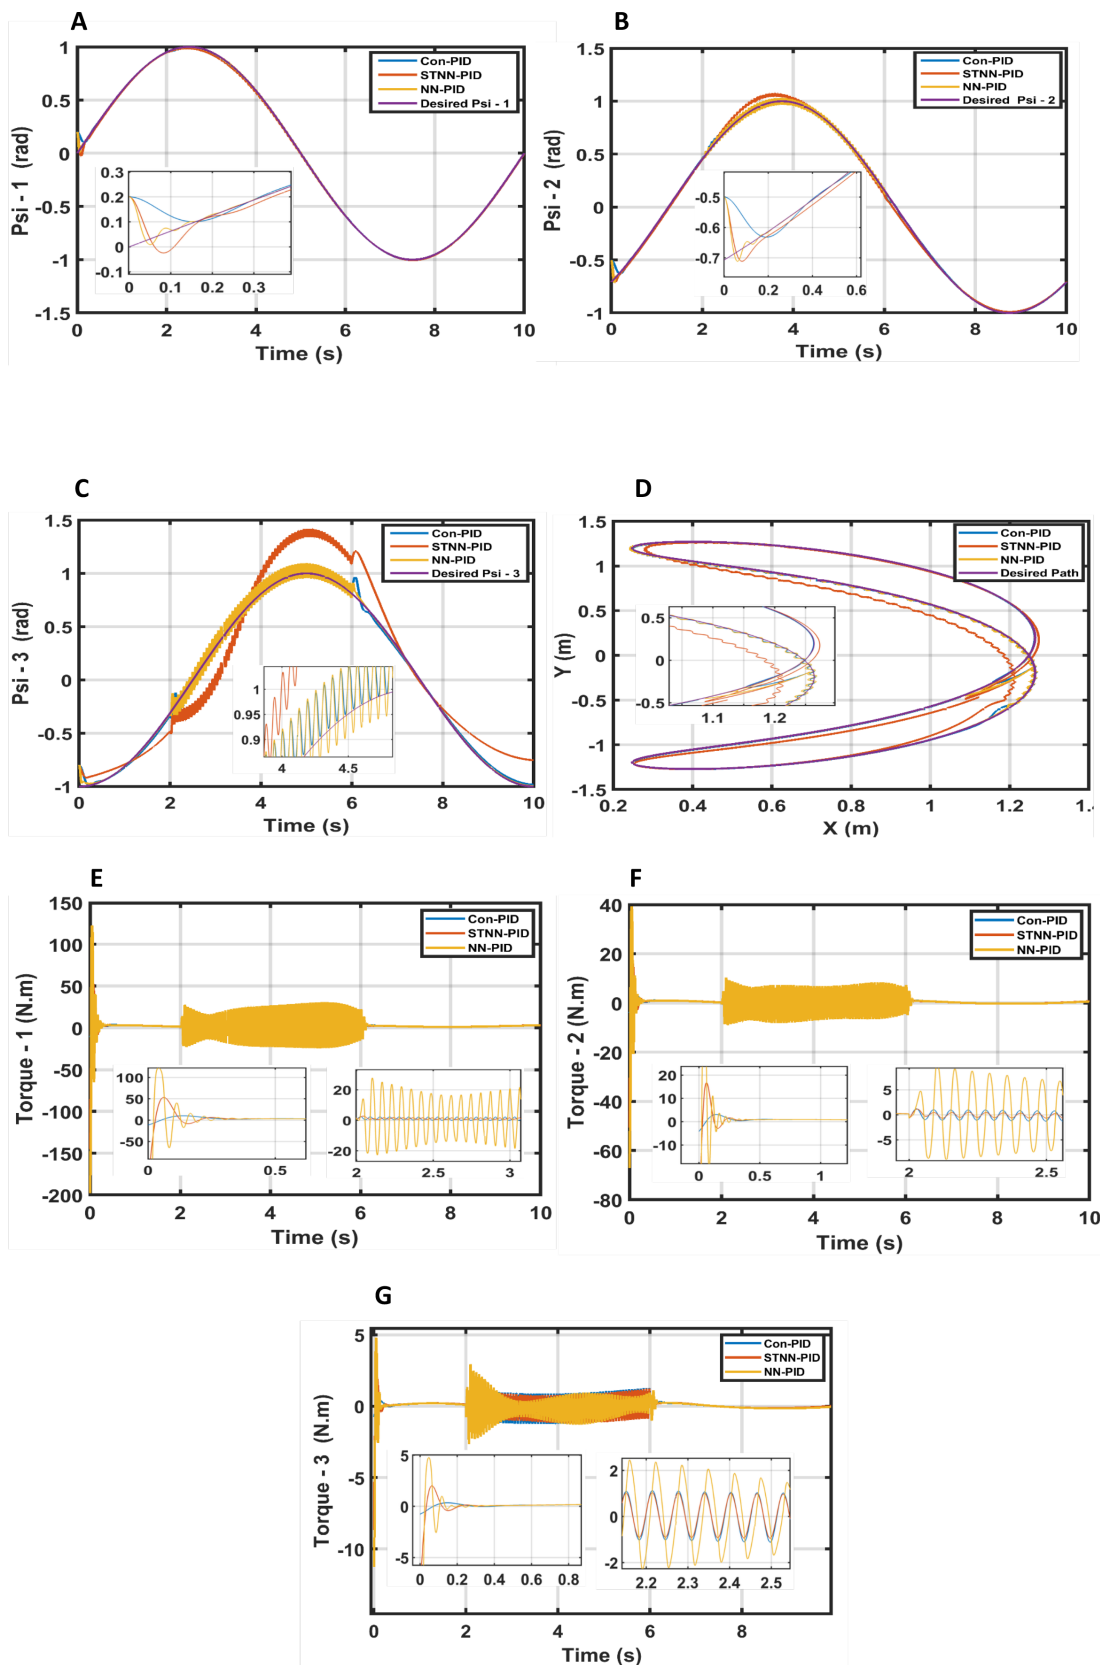 A
B
1
0.5
0
-0.5
-1
-1.5
Psi - 1 (rad)
Con-PID
STNN-PID
NN-PID
Desired Psi - 1
0.3
0.2
0.1
0
-0.1
0 0.1 0.2 0.3
0 2 4 6 8 10
Time (s)
1.5
1
0.5
0
-0.5
-1
Psi - 2 (rad)
Con-PID
STNN-PID
NN-PID
Desired Psi - 2
-0.5
-0.6
-0.7
0 0.2 0.4 0.6
0 2 4 6 8 10
Time (s)
C
D
1.5
1
0.5
0
-0.5
-1
Psi - 3 (rad)
Con-PID
STNN-PID
NN-PID
Desired Psi - 3
1
0.95
0.9
4 4.5
0 2 4 6 8 10
Time (s)
1.5
1
0.5
0
-0.5
-1
-1.5
Y (m)
Con-PID
STNN-PID
NN-PID
Desired Path
0.5
0
-0.5
1.1 1.2
0.2 0.4 0.6 0.8 1 1.2 1.4
X (m)
E
F
150
100
50
0
-50
-100
-150
-200
Torque - 1 (N.m)
Con-PID
STNN-PID
NN-PID
100
50
0
-50
0 0.5
20
0
-20
2 2.5 3
0 2 4 6 8 10
Time (s)
40
20
0
-20
-40
-60
-80
Torque - 2 (N.m)
Con-PID
STNN-PID
NN-PID
20
10
0
-10
0 0.5 1
5
0
-5
2 2.5
0 2 4 6 8 10
Time (s)
G
5
0
-5
-10
Torque - 3 (N.m)
Con-PID
STNN-PID
NN-PID
5
0
-5
0 0.2 0.4 0.6 0.8
2
0
-2
2.2 2.3 2.4 2.5
0 2 4 6 8
Time (s)